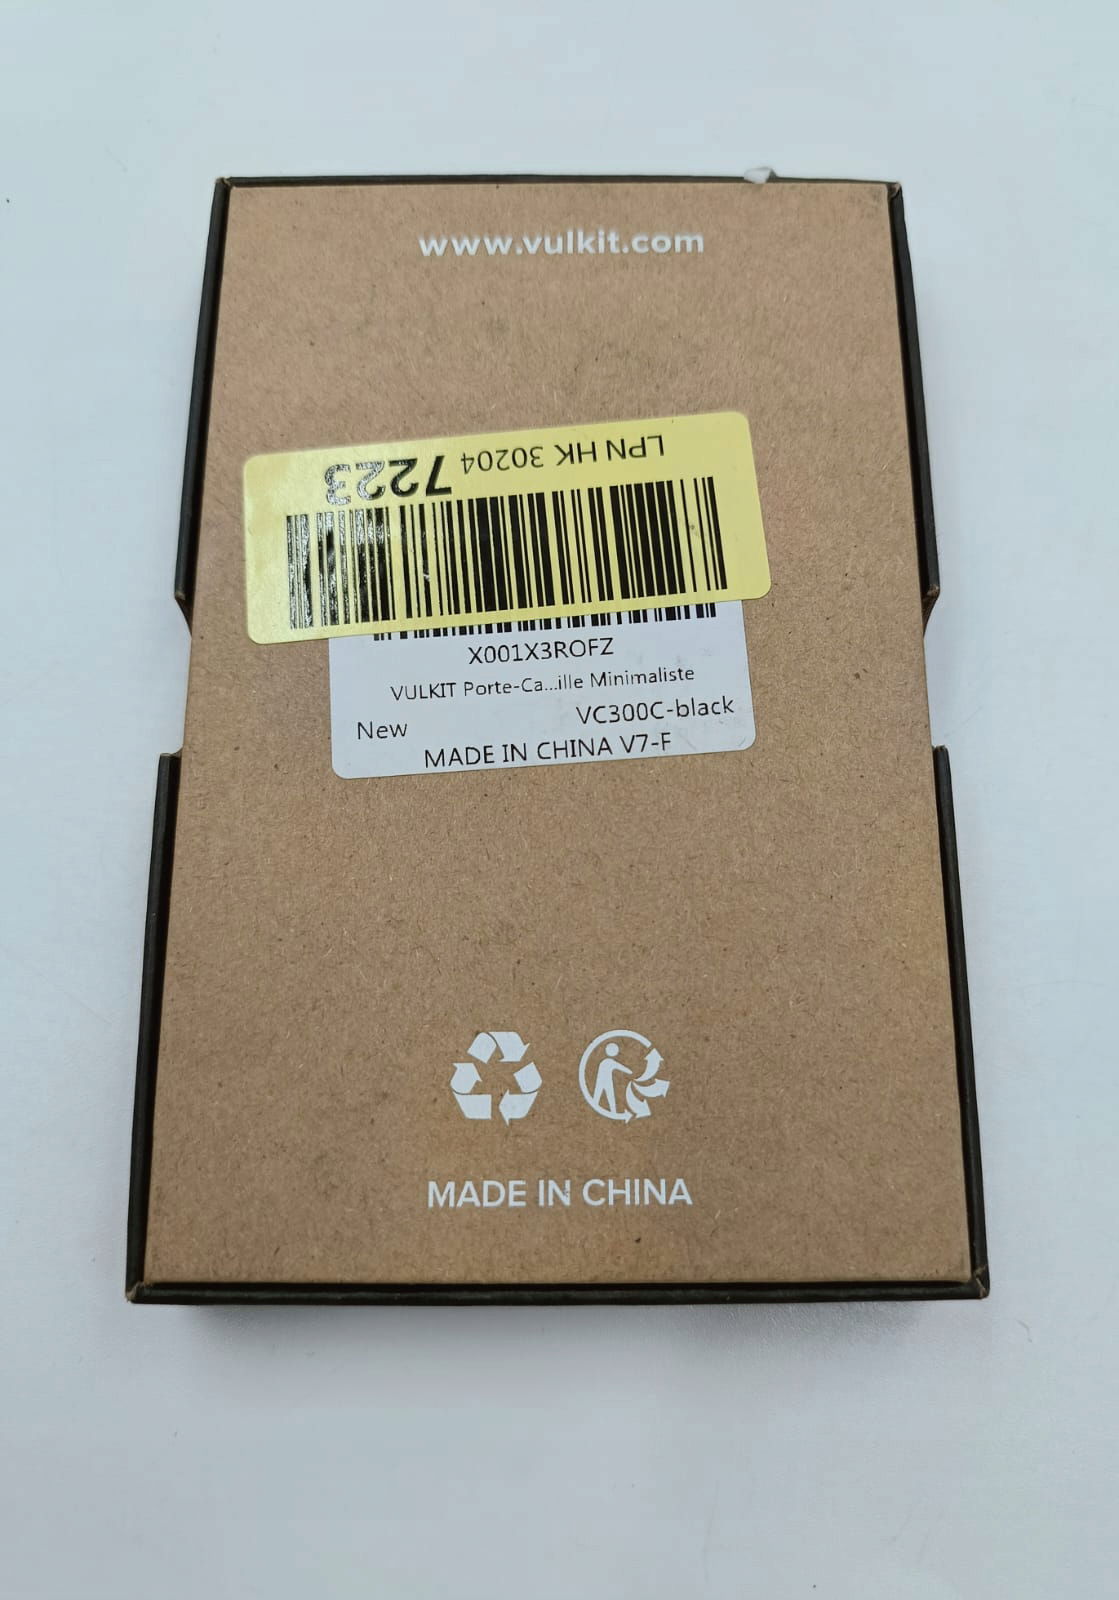 www.vulkit.com
LPN HK 30204 7223
X001X3ROFZ
VULKIT Porte-Ca...ille Minimaliste
New
VC300C-black
MADE IN CHINA V7-F
MADE IN CHINA